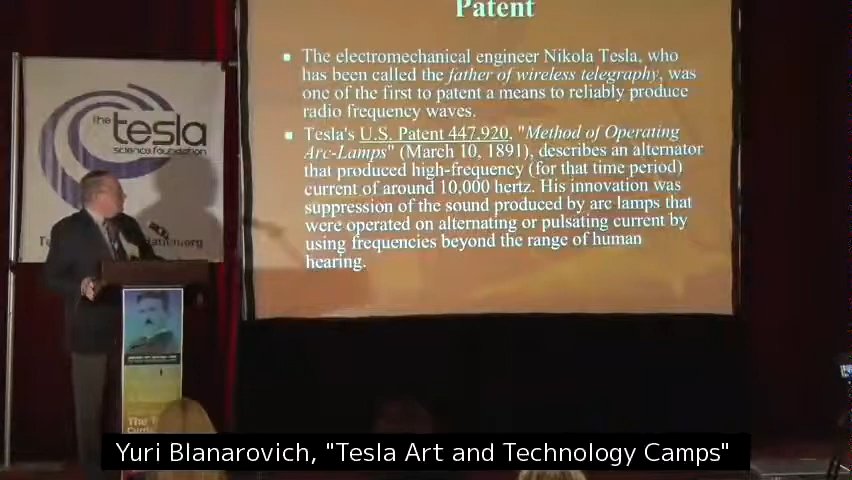 Patent
The electromechanical engineer Nikola Tesla, who
has been called the father of wireless telegraphy, was
one of the first to patent a means to reliably produce
radio frequency waves.
Tesla's U.S. Patent 447,920, "Method of Operating
Arc-Lamps" (March 10, 1891), describes an alternator
that produced high-frequency (for that time period)
current of around 10,000 hertz. His innovation was
suppression of the sound produced by arc lamps that
were operated on alternating or pulsating current by
using frequencies beyond the range of human
hearing.
the
tesla
science foundation
The
Yuri Blanarovich, "Tesla Art and Technology Camps"